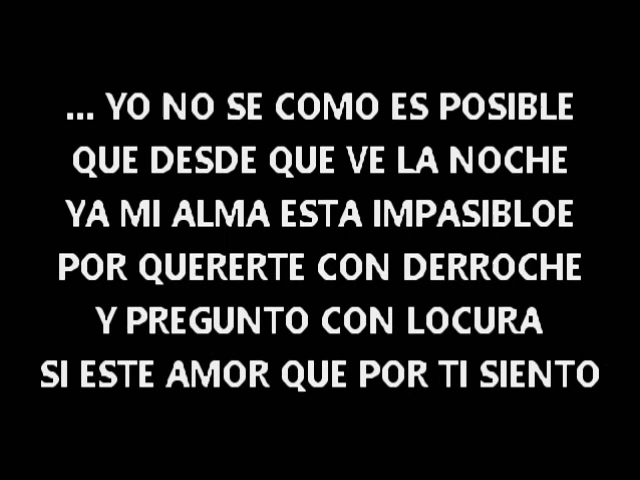 ... YO NO SE COMO ES POSIBLE
QUE DESDE QUE VE LA NOCHE
YA MI ALMA ESTA IMPASIBLOE
POR QUERERTE CON DERROCHE
Y PREGUNTO CON LOCURA
SI ESTE AMOR QUE POR TI SIENTO